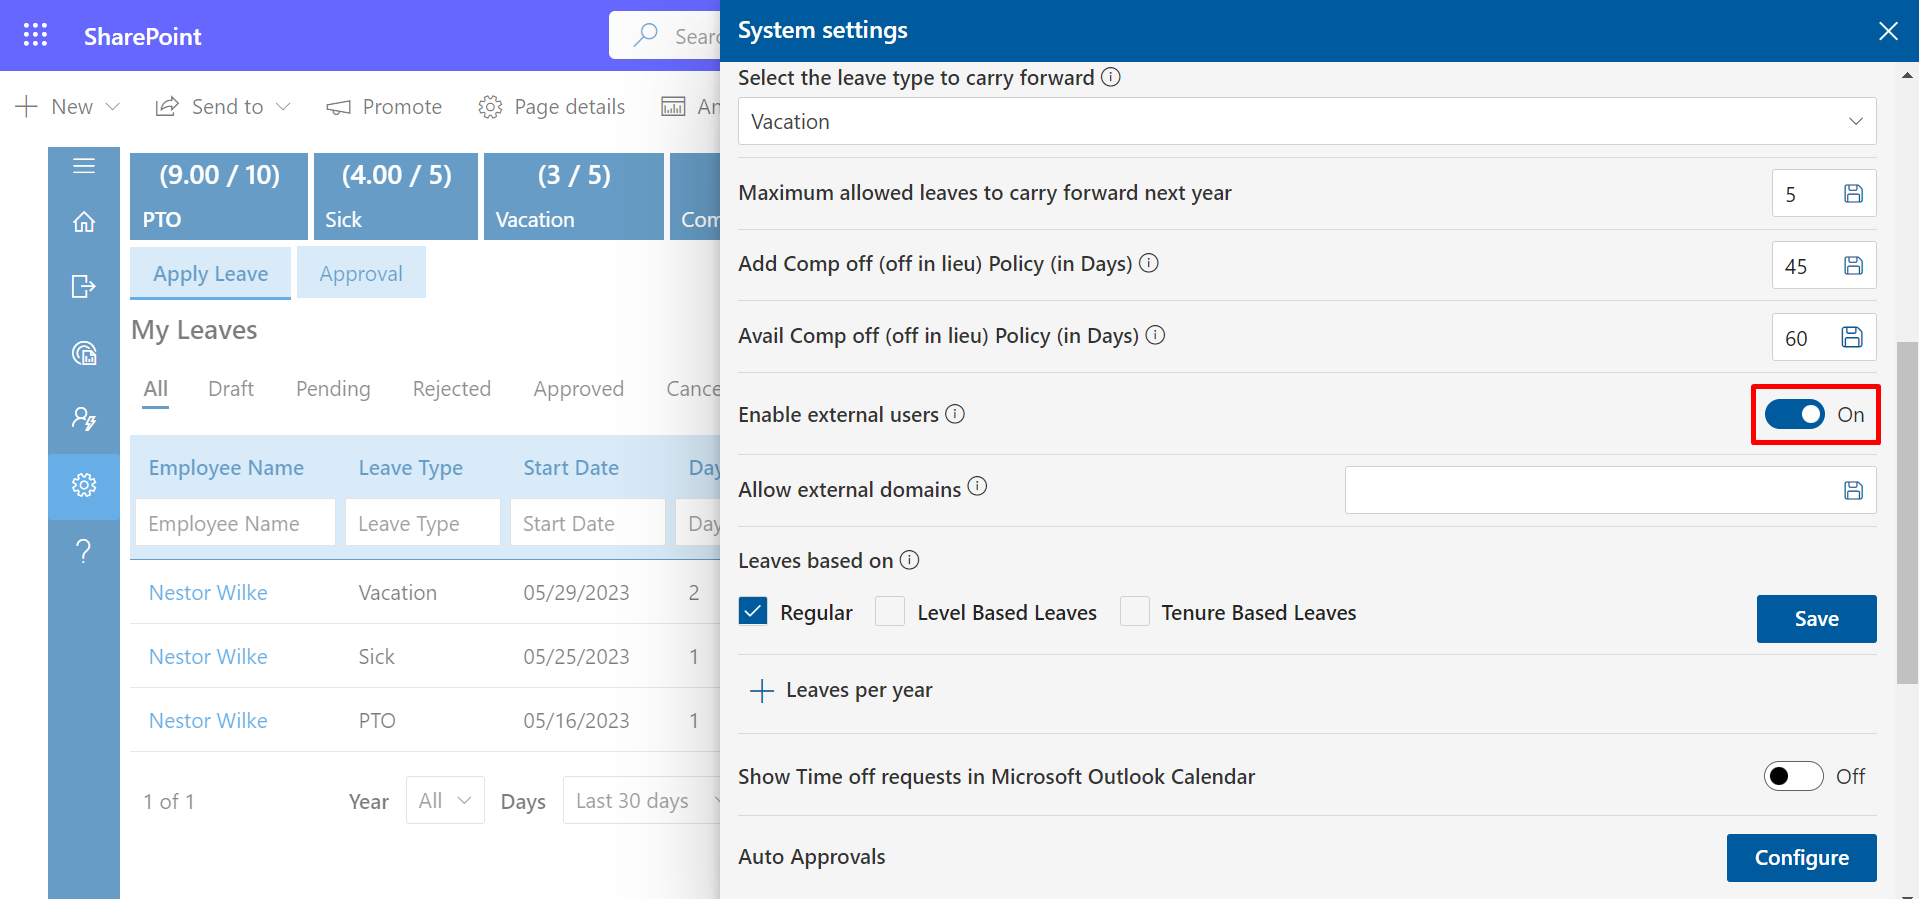 SharePoint
Sear
New
Send to
Promote
Page details
An
(9.00 / 10)
PTO
(4.00 / 5)
Sick
(3 / 5)
Vacation
Com
Apply Leave
Approval
My Leaves
All
Draft
Pending
Rejected
Approved
Cance
Employee Name
Leave Type
Start Date
Day
Employee Name
Leave Type
Start Date
Day
Nestor Wilke
Vacation
05/29/2023
2
Nestor Wilke
Sick
05/25/2023
1
Nestor Wilke
PTO
05/16/2023
1
1 of 1
Year
All
Days
Last 30 days
System settings
Select the leave type to carry forward
Vacation
Maximum allowed leaves to carry forward next year
5
Add Comp off (off in lieu) Policy (in Days)
45
Avail Comp off (off in lieu) Policy (in Days)
60
Enable external users
On
Allow external domains
Leaves based on
Regular
Level Based Leaves
Tenure Based Leaves
Save
Leaves per year
Show Time off requests in Microsoft Outlook Calendar
Off
Auto Approvals
Configure